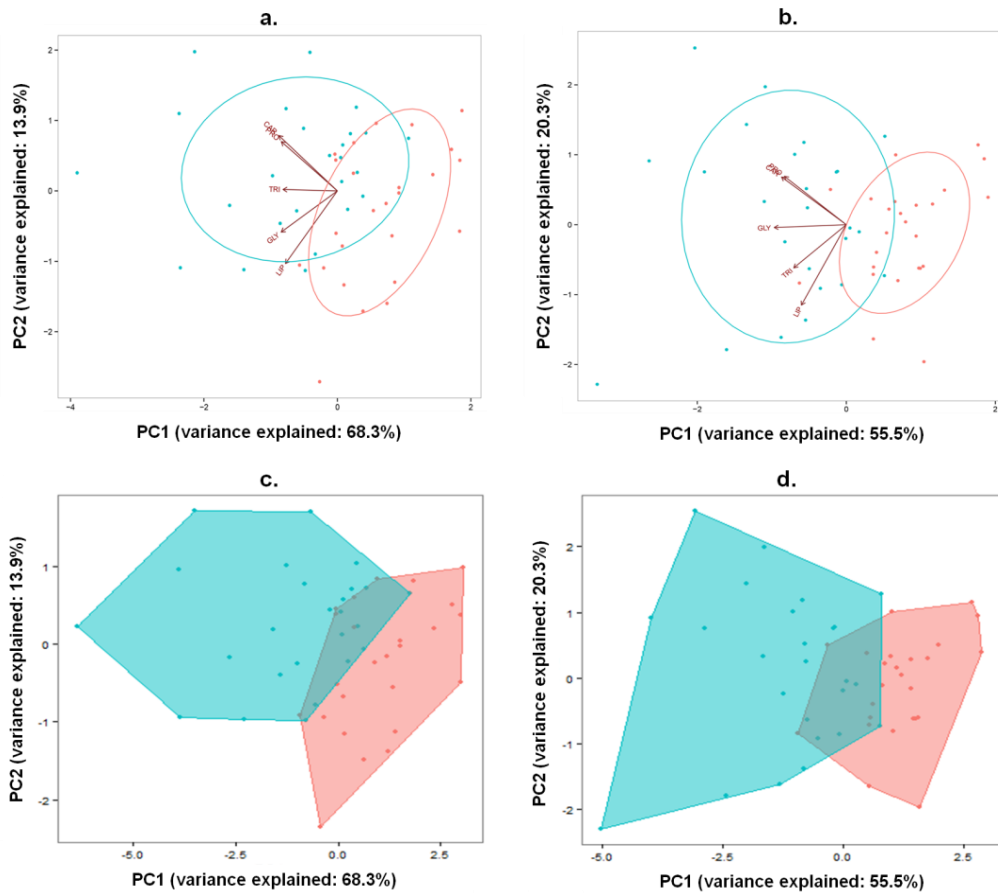 a.
PC2 (variance explained: 13.9%)
2
1
0
-1
-2
CAR
PRO
TRI
GLY
LIP
-4
-2
0
2
PC1 (variance explained: 68.3%)
b.
PC2 (variance explained: 20.3%)
2
1
0
-1
-2
PRO
CAR
GLY
TRI
LIP
-2
0
2
PC1 (variance explained: 55.5%)
c.
PC2 (variance explained: 13.9%)
1
0
-1
-2
-5.0
-2.5
0.0
2.5
PC1 (variance explained: 68.3%)
d.
PC2 (variance explained: 20.3%)
2
1
0
-1
-2
-5.0
-2.5
0.0
2.5
PC1 (variance explained: 55.5%)